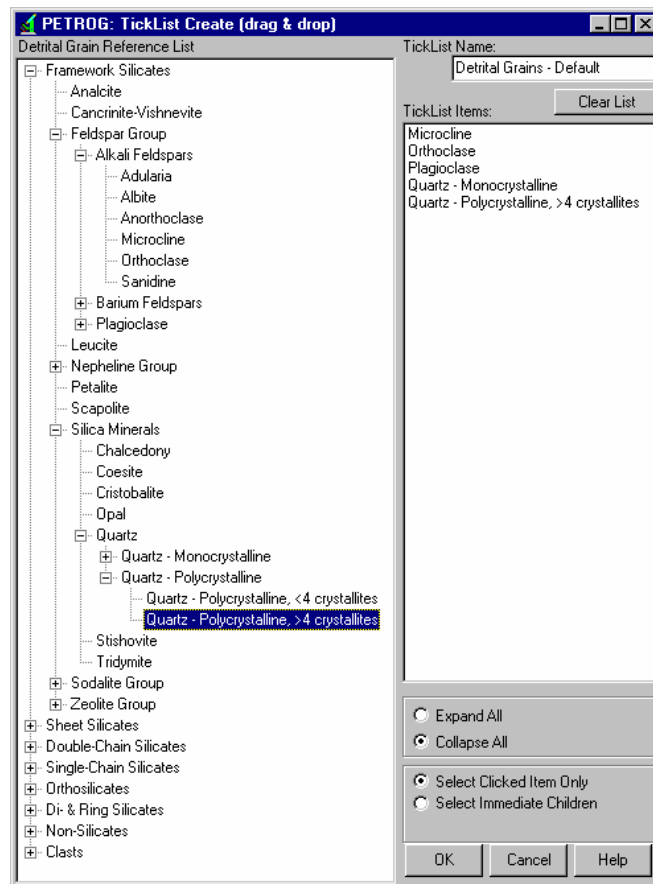 PETROG: TickList Create (drag & drop)
Detrital Grain Reference List
Framework Silicates
Analcite
Cancrinite-Vishnevite
Feldspar Group
Alkali Feldspars
Adularia
Albite
Anorthoclase
Microcline
Orthoclase
Sanidine
Barium Feldspars
Plagioclase
Leucite
Nepheline Group
Petalite
Scapolite
Silica Minerals
Chalcedony
Coesite
Cristobalite
Opal
Quartz
Quartz - Monocrystalline
Quartz - Polycrystalline
Quartz - Polycrystalline, <4 crystallites
Quartz - Polycrystalline, >4 crystallites
Stishovite
Tridymite
Sodalite Group
Zeolite Group
Sheet Silicates
Double-Chain Silicates
Single-Chain Silicates
Orthosilicates
Di- & Ring Silicates
Non-Silicates
Clasts
TickList Name:
Detrital Grains - Default
Clear List
TickList Items:
Microcline
Orthoclase
Plagioclase
Quartz - Monocrystalline
Quartz - Polycrystalline, >4 crystallites
Expand All
Collapse All
Select Clicked Item Only
Select Immediate Children
OK
Cancel
Help